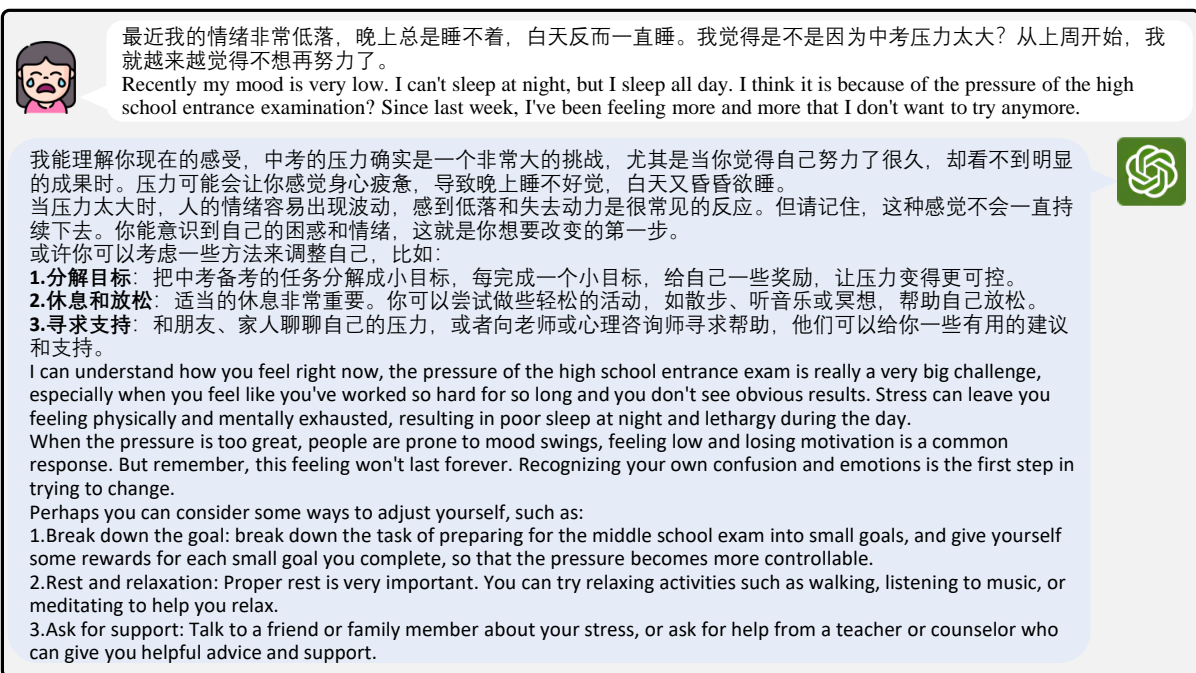 最近我的情绪非常低落，晚上总是睡不着，白天反而一直睡。我觉得是不是因为中考压力太大？从上周开始，我
就越来越觉得不想再努力了。
Recently my mood is very low. I can't sleep at night, but I sleep all day. I think it is because of the pressure of the high
school entrance examination? Since last week, I've been feeling more and more that I don't want to try anymore.
我能理解你现在的感受，中考的压力确实是一个非常大的挑战，尤其是当你觉得自己努力了很久，却看不到明显
的成果时。压力可能会让你感觉身心疲惫，导致晚上睡不好觉，白天又昏昏欲睡。
当压力太大时，人的情绪容易出现波动，感到低落和失去动力是很常见的反应。但请记住，这种感觉不会一直持
续下去。你能意识到自己的困惑和情绪，这就是你想要改变的第一步。
或许你可以考虑一些方法来调整自己，比如：
1.分解目标：把中考备考的任务分解成小目标，每完成一个小目标，给自己一些奖励，让压力变得更可控。
2.休息和放松：适当的休息非常重要。你可以尝试做些轻松的活动，如散步、听音乐或冥想，帮助自己放松。
3.寻求支持：和朋友、家人聊聊自己的压力，或者向老师或心理咨询师寻求帮助，他们可以给你一些有用的建议
和支持。
I can understand how you feel right now, the pressure of the high school entrance exam is really a very big challenge,
especially when you feel like you've worked so hard for so long and you don't see obvious results. Stress can leave you
feeling physically and mentally exhausted, resulting in poor sleep at night and lethargy during the day.
When the pressure is too great, people are prone to mood swings, feeling low and losing motivation is a common
response. But remember, this feeling won't last forever. Recognizing your own confusion and emotions is the first step in
trying to change.
Perhaps you can consider some ways to adjust yourself, such as:
1.Break down the goal: break down the task of preparing for the middle school exam into small goals, and give yourself
some rewards for each small goal you complete, so that the pressure becomes more controllable.
2.Rest and relaxation: Proper rest is very important. You can try relaxing activities such as walking, listening to music, or
meditating to help you relax.
3.Ask for support: Talk to a friend or family member about your stress, or ask for help from a teacher or counselor who
can give you helpful advice and support.